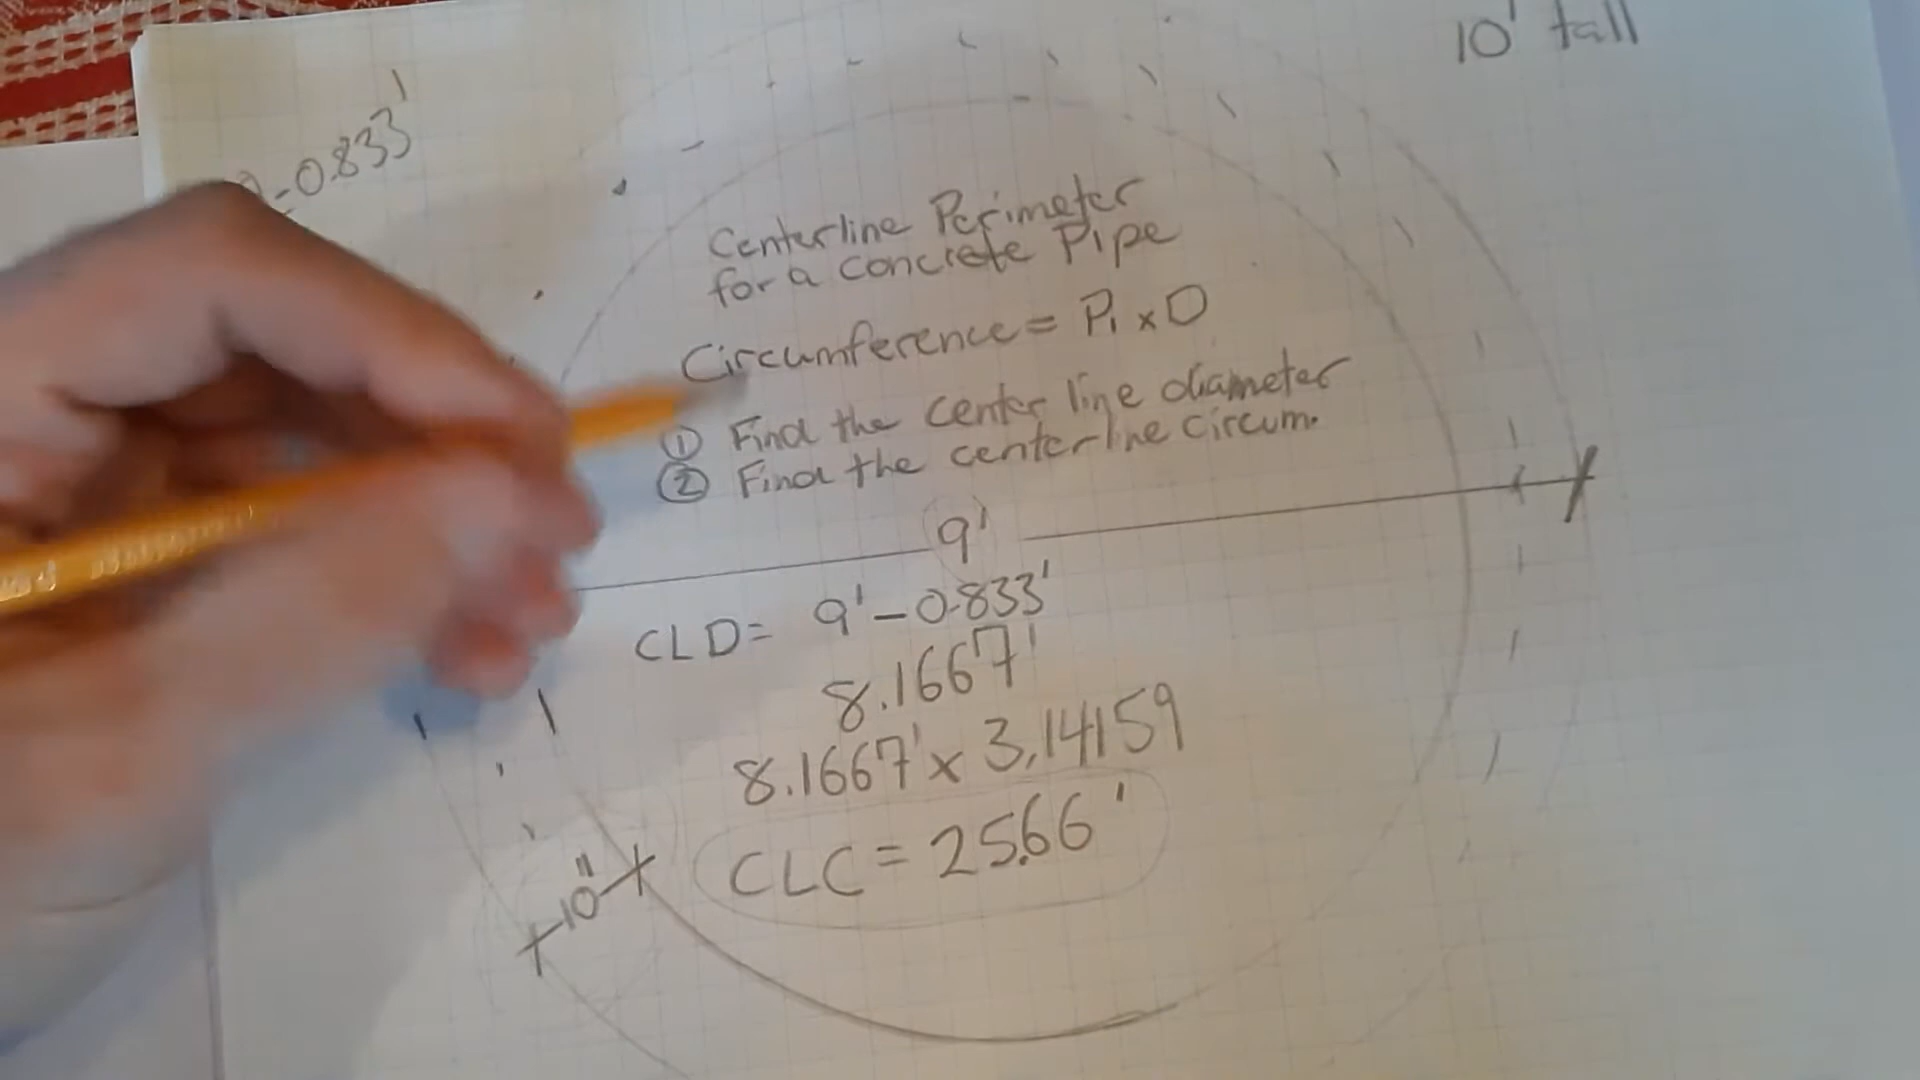 10' tall
-0.833'
Centerline Perimeter
for a concrete Pipe
Circumference = Pi x D
① Find the center line diameter
② Find the centerline circum.
9'
CLD = 9' - 0.833'
8.1667'
8.1667' x 3.14159
CLC = 25.66'
10"